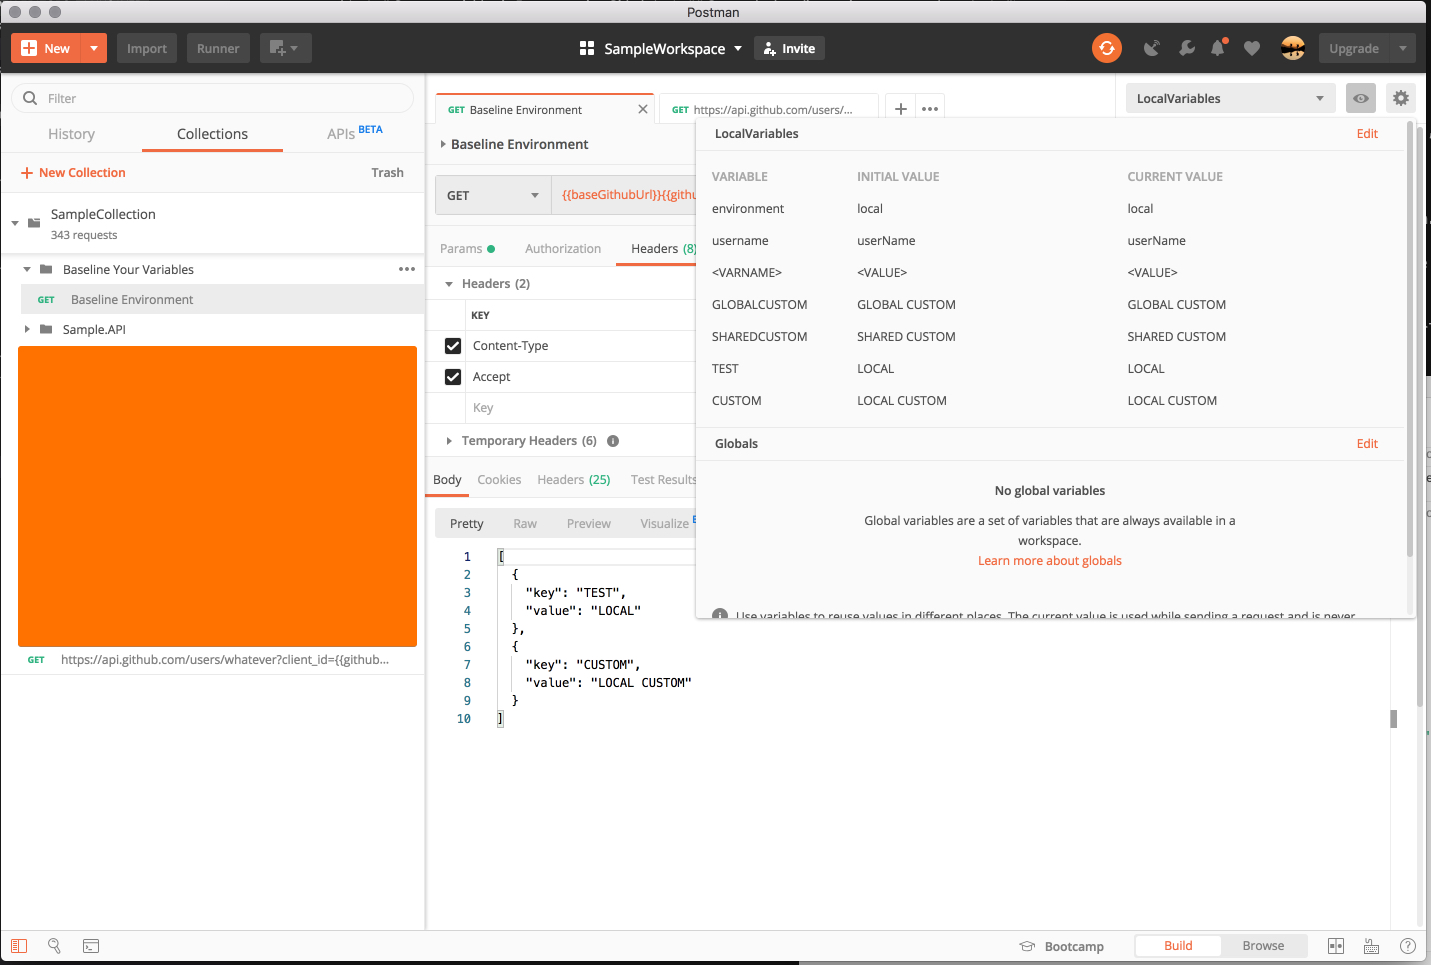 Postman
New
Import
Runner
SampleWorkspace
Invite
Upgrade
Filter
History
Collections
APIs BETA
+ New Collection
Trash
SampleCollection
343 requests
Baseline Your Variables
GET Baseline Environment
Sample.API
GET https://api.github.com/users/whatever?client_id={{github...
GET Baseline Environment
GET https://api.github.com/users/...
LocalVariables
Baseline Environment
GET
{{baseGithubUrl}}{{githu
Params
Authorization
Headers (8)
Headers (2)
KEY
Content-Type
Accept
Key
Temporary Headers (6)
Body
Cookies
Headers (25)
Test Results
Pretty
Raw
Preview
Visualize
1 [
2 {
3 "key": "TEST",
4 "value": "LOCAL"
5 },
6 {
7 "key": "CUSTOM",
8 "value": "LOCAL CUSTOM"
9 }
10 ]
LocalVariables
Edit
VARIABLE INITIAL VALUE CURRENT VALUE
environment local local
username userName userName
<VARNAME> <VALUE> <VALUE>
GLOBALCUSTOM GLOBAL CUSTOM GLOBAL CUSTOM
SHAREDCUSTOM SHARED CUSTOM SHARED CUSTOM
TEST LOCAL LOCAL
CUSTOM LOCAL CUSTOM LOCAL CUSTOM
Globals
Edit
No global variables
Global variables are a set of variables that are always available in a
workspace.
Learn more about globals
Use variables to reuse values in different places. The current value is used while sending a request and is never
Bootcamp
Build
Browse